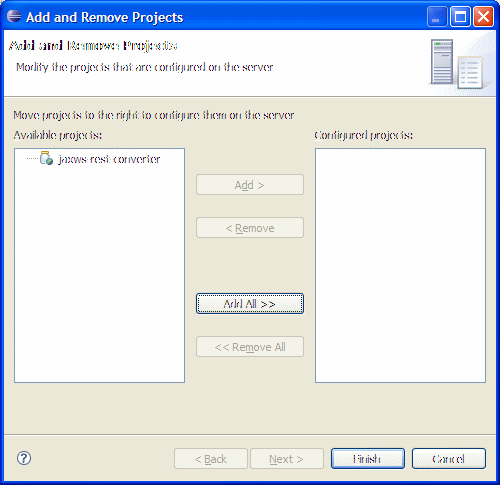 Add and Remove Projects
Add and Remove Projects
Modify the projects that are configured on the server
Move projects to the right to configure them on the server
Available projects:
Configured projects:
jaxws-rest-converter
Add >
< Remove
Add All >>
<< Remove All
?
< Back
Next >
Finish
Cancel